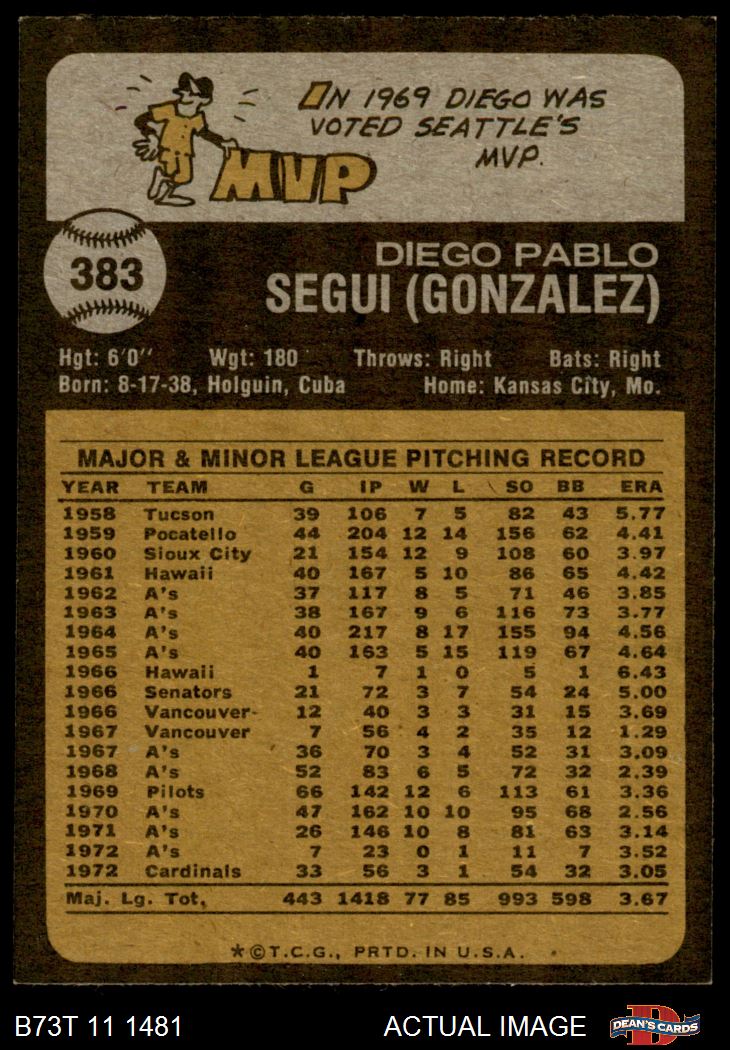 IN 1969 DIEGO WAS
VOTED SEATTLE'S
MVP.
MVP
383
DIEGO PABLO
SEGUI (GONZALEZ)
Hgt: 6'0" Wgt: 180 Throws: Right Bats: Right
Born: 8-17-38, Holguin, Cuba Home: Kansas City, Mo.
MAJOR & MINOR LEAGUE PITCHING RECORD
YEAR TEAM G IP W L SO BB ERA
1958 Tucson 39 106 7 5 82 43 5.77
1959 Pocatello 44 204 12 14 156 62 4.41
1960 Sioux City 21 154 12 9 108 60 3.97
1961 Hawaii 40 167 5 10 86 65 4.42
1962 A's 37 117 8 5 71 46 3.85
1963 A's 38 167 9 6 116 73 3.77
1964 A's 40 217 8 17 155 94 4.56
1965 A's 40 163 5 15 119 67 4.64
1966 Hawaii 1 7 1 0 5 1 6.43
1966 Senators 21 72 3 7 54 24 5.00
1966 Vancouver 12 40 3 3 31 15 3.69
1967 Vancouver 7 56 4 2 35 12 1.29
1967 A's 36 70 3 4 52 31 3.09
1968 A's 52 83 6 5 72 32 2.39
1969 Pilots 66 142 12 6 113 61 3.36
1970 A's 47 162 10 10 95 68 2.56
1971 A's 26 146 10 8 81 63 3.14
1972 A's 7 23 0 1 11 7 3.52
1972 Cardinals 33 56 3 1 54 32 3.05
Maj. Lg. Tot. 443 1418 77 85 993 598 3.67
*©T.C.G., PRTD. IN U.S.A.
B73T 11 1481 ACTUAL IMAGE DEAN'S CARDS